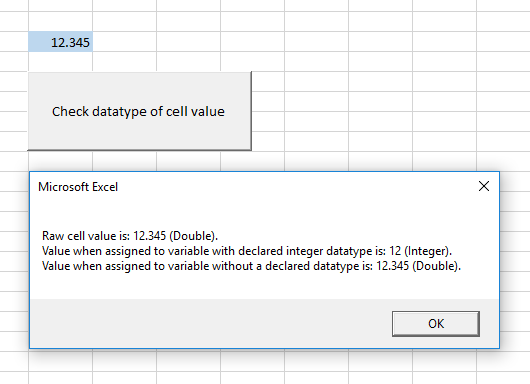 12.345
Check datatype of cell value
Microsoft Excel
Raw cell value is: 12.345 (Double).
Value when assigned to variable with declared integer datatype is: 12 (Integer).
Value when assigned to variable without a declared datatype is: 12.345 (Double).
OK